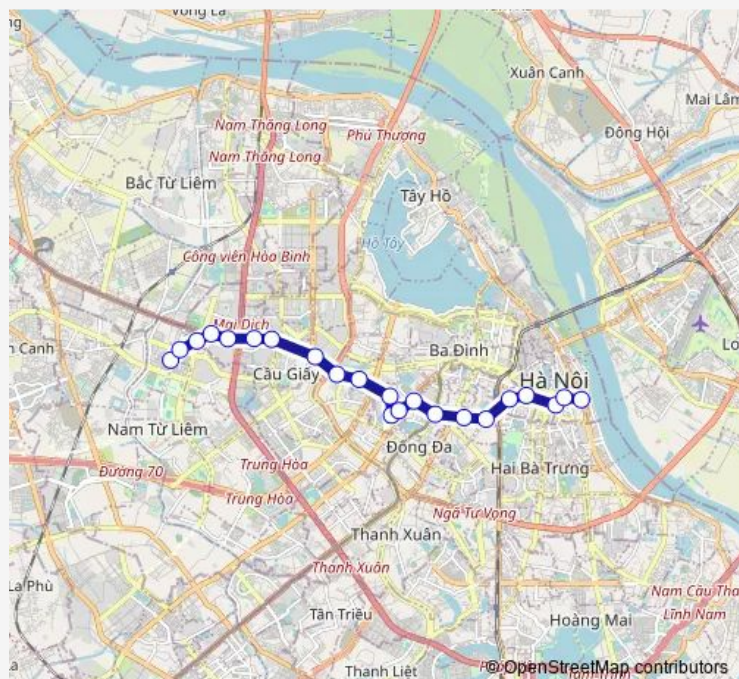 Vong La
Xuân Canh
Mai Lâm
Nam Thăng Long
Phú Thượng
Đông Hội
Nam Thăng Long
Bắc Từ Liêm
Tây Hồ
Hồ Tây
Công viên Hòa Bình
Mai Dịch
n Canh
Ba Đình
Cầu Giấy
Hà Nội
Nam Từ Liêm
Đống Đa
Trung Hòa
Hai Bà Trưng
Đường 70
Trung Hòa
Ngã Tư Vọng
Thanh Xuân
Thanh Xuân
La Phù
Nam Cầu Tha
Tân Triều
Lĩnh Nam
Hoàng Mai
Thanh Liệt
© OpenStreetMap contributors